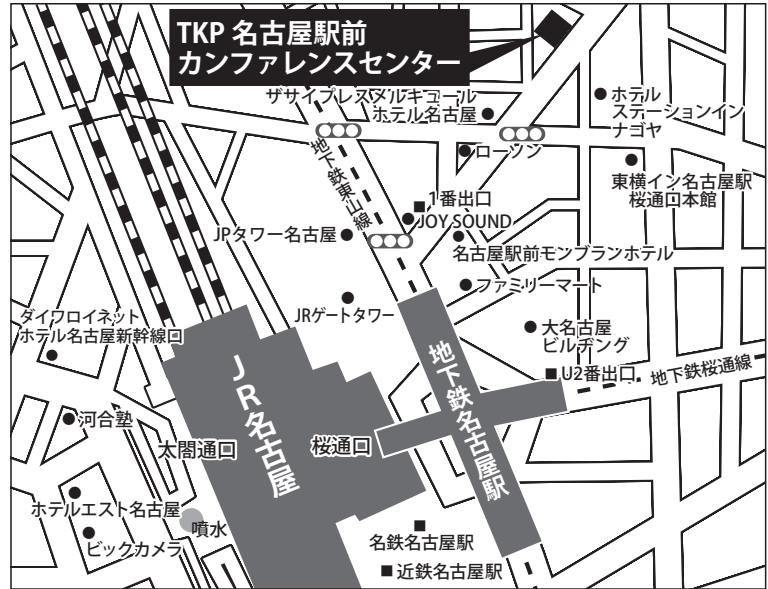 TKP 名古屋駅前
カンファレンスセンター
ザサイプレスメルキュール
ホテル名古屋
ホテル
ステーションイン
ナゴヤ
ローソン
東横イン名古屋駅
桜通口本館
地下鉄東山線
1番出口
JOY SOUND
JPタワー名古屋
名古屋駅前モンブランホテル
ファミリーマート
JRゲートタワー
ダイワロイネット
ホテル名古屋新幹線口
大名古屋
ビルヂング
U2番出口
地下鉄桜通線
地下鉄名古屋駅
JR名古屋
河合塾
太閤通口
桜通口
ホテルエスト名古屋
噴水
ビックカメラ
名鉄名古屋駅
近鉄名古屋駅